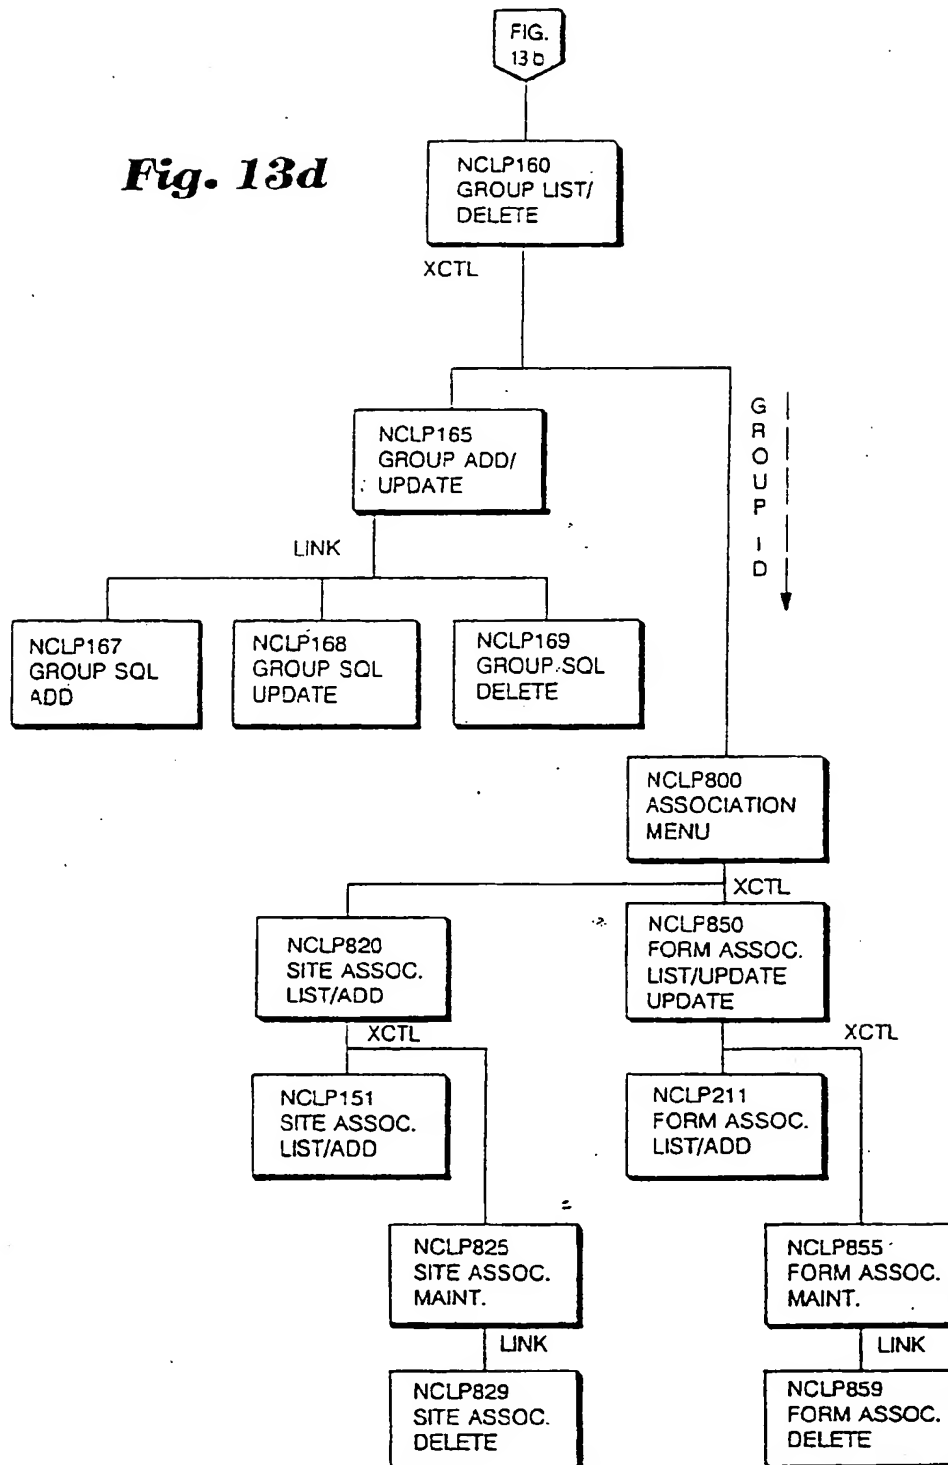 FIG.
13b
Fig. 13d
NCLP160
GROUP LIST/
DELETE
XCTL
NCLP165
GROUP ADD/
UPDATE
GROUP ID
LINK
NCLP167
GROUP SQL
ADD
NCLP168
GROUP SQL
UPDATE
NCLP169
GROUP SQL
DELETE
NCLP800
ASSOCIATION
MENU
XCTL
NCLP820
SITE ASSOC.
LIST/ADD
NCLP850
FORM ASSOC.
LIST/UPDATE
UPDATE
XCTL
XCTL
NCLP151
SITE ASSOC.
LIST/ADD
NCLP211
FORM ASSOC.
LIST/ADD
NCLP825
SITE ASSOC.
MAINT.
NCLP855
FORM ASSOC.
MAINT.
LINK
LINK
NCLP829
SITE ASSOC.
DELETE
NCLP859
FORM ASSOC.
DELETE